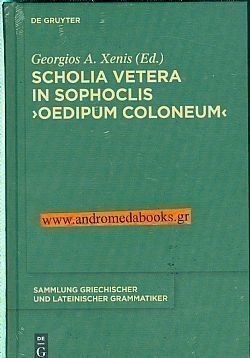 DE GRUYTER
Georgios A. Xenis (Ed.)
SCHOLIA VETERA
IN SOPHOCLIS
›OEDIPUM COLONEUM‹
www.andromedabooks.gr
SAMMLUNG GRIECHISCHER
UND LATEINISCHER GRAMMATIKER
DE
G